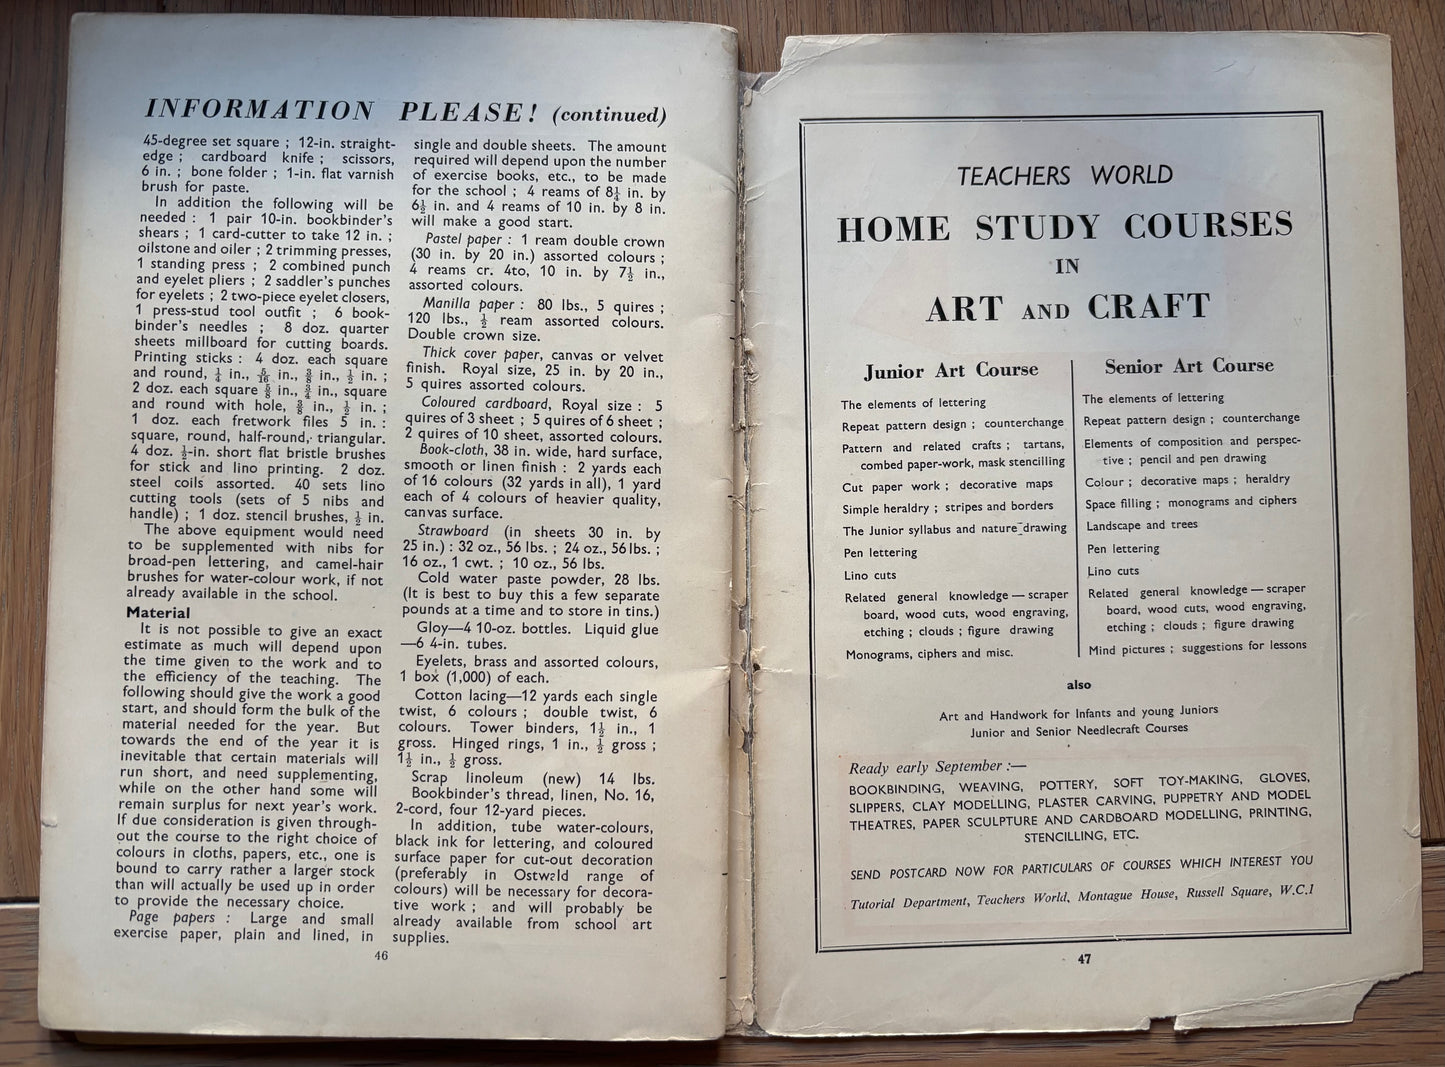 INFORMATION PLEASE! (continued)
45-degree set square ; 12-in. straight-
edge ; cardboard knife ; scissors,
6 in. ; bone folder ; 1-in. flat varnish
brush for paste.
In addition the following will be
needed : 1 pair 10-in. bookbinder's
shears ; 1 card-cutter to take 12 in. ;
oilstone and oiler ; 2 trimming presses,
1 standing press ; 2 combined punch
and eyelet pliers ; 2 saddler's punches
for eyelets ; 2 two-piece eyelet closers,
1 press-stud tool outfit ; 6 book-
binder's needles ; 8 doz. quarter
sheets millboard for cutting boards.
Printing sticks : 4 doz. each square
and round, ¼ in., 5/16 in., ⅜ in., ½ in. ;
2 doz. each square ⅝ in., ¾ in., square
and round with hole, ⅜ in., ½ in. ;
1 doz. each fretwork files 5 in. :
square, round, half-round, triangular.
4 doz. ½-in. short flat bristle brushes
for stick and lino printing. 2 doz.
steel coils assorted. 40 sets lino
cutting tools (sets of 5 nibs and
handle) ; 1 doz. stencil brushes, ½ in.
The above equipment would need
to be supplemented with nibs for
broad-pen lettering, and camel-hair
brushes for water-colour work, if not
already available in the school.
Material
It is not possible to give an exact
estimate as much will depend upon
the time given to the work and to
the efficiency of the teaching. The
following should give the work a good
start, and should form the bulk of the
material needed for the year. But
towards the end of the year it is
inevitable that certain materials will
run short, and need supplementing,
while on the other hand some will
remain surplus for next year's work.
If due consideration is given through-
out the course to the right choice of
colours in cloths, papers, etc., one is
bound to carry rather a larger stock
than will actually be used up in order
to provide the necessary choice.
Page papers : Large and small
exercise paper, plain and lined, in
single and double sheets. The amount
required will depend upon the number
of exercise books, etc., to be made
for the school ; 4 reams of 8¼ in. by
6½ in. and 4 reams of 10 in. by 8 in.
will make a good start.
Pastel paper : 1 ream double crown
(30 in. by 20 in.) assorted colours ;
4 reams cr. 4to, 10 in. by 7½ in.,
assorted colours.
Manilla paper : 80 lbs., 5 quires ;
120 lbs., ½ ream assorted colours.
Double crown size.
Thick cover paper, canvas or velvet
finish. Royal size, 25 in. by 20 in.,
5 quires assorted colours.
Coloured cardboard, Royal size : 5
quires of 3 sheet ; 5 quires of 6 sheet ;
2 quires of 10 sheet, assorted colours.
Book-cloth, 38 in. wide, hard surface,
smooth or linen finish : 2 yards each
of 16 colours (32 yards in all), 1 yard
each of 4 colours of heavier quality,
canvas surface.
Strawboard (in sheets 30 in. by
25 in.) : 32 oz., 56 lbs. ; 24 oz., 56 lbs. ;
16 oz., 1 cwt. ; 10 oz., 56 lbs.
Cold water paste powder, 28 lbs.
(It is best to buy this a few separate
pounds at a time and to store in tins.)
Gloy—4 10-oz. bottles. Liquid glue
—6 4-in. tubes.
Eyelets, brass and assorted colours,
1 box (1,000) of each.
Cotton lacing—12 yards each single
twist, 6 colours ; double twist, 6
colours. Tower binders, 1½ in., 1
gross. Hinged rings, 1 in., ½ gross ;
1½ in., ½ gross.
Scrap linoleum (new) 14 lbs.
Bookbinder's thread, linen, No. 16,
2-cord, four 12-yard pieces.
In addition, tube water-colours,
black ink for lettering, and coloured
surface paper for cut-out decoration
(preferably in Ostwald range of
colours) will be necessary for decora-
tive work ; and will probably be
already available from school art
supplies.
46
TEACHERS WORLD
HOME STUDY COURSES
IN
ART AND CRAFT
Junior Art Course
The elements of lettering
Repeat pattern design ; counterchange
Pattern and related crafts ; tartans,
combed paper-work, mask stencilling
Cut paper work ; decorative maps
Simple heraldry ; stripes and borders
The Junior syllabus and nature drawing
Pen lettering
Lino cuts
Related general knowledge — scraper
board, wood cuts, wood engraving,
etching ; clouds ; figure drawing
Monograms, ciphers and misc.
Senior Art Course
The elements of lettering
Repeat pattern design ; counterchange
Elements of composition and perspec-
tive ; pencil and pen drawing
Colour ; decorative maps ; heraldry
Space filling ; monograms and ciphers
Landscape and trees
Pen lettering
Lino cuts
Related general knowledge — scraper
board, wood cuts, wood engraving,
etching ; clouds ; figure drawing
Mind pictures ; suggestions for lessons
also
Art and Handwork for Infants and young Juniors
Junior and Senior Needlecraft Courses
Ready early September :—
BOOKBINDING, WEAVING, POTTERY, SOFT TOY-MAKING, GLOVES,
SLIPPERS, CLAY MODELLING, PLASTER CARVING, PUPPETRY AND MODEL
THEATRES, PAPER SCULPTURE AND CARDBOARD MODELLING, PRINTING,
STENCILLING, ETC.
SEND POSTCARD NOW FOR PARTICULARS OF COURSES WHICH INTEREST YOU
Tutorial Department, Teachers World, Montague House, Russell Square, W.C.1
47